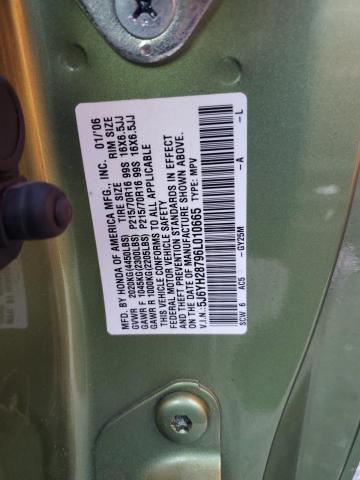 MFD. BY HONDA OF AMERICA MFG., INC. 01/'06
TIRE SIZE RIM SIZE
GVWR 2020KG(4450LBS) P215/70R16 99S 16X6.5JJ
GAWR F 1045KG(2300LBS) P215/70R16 99S 16X6.5JJ
GAWR R 1000KG(2205LBS)
THIS VEHICLE CONFORMS TO ALL APPLICABLE
FEDERAL MOTOR VEHICLE SAFETY
AND THEFT PREVENTION STANDARDS IN EFFECT
ON THE DATE OF MANUFACTURE SHOWN ABOVE.
V.I.N.: 5J6YH28796L010665 TYPE: MPV
SCW 6 AC5 -GY25M -A -L